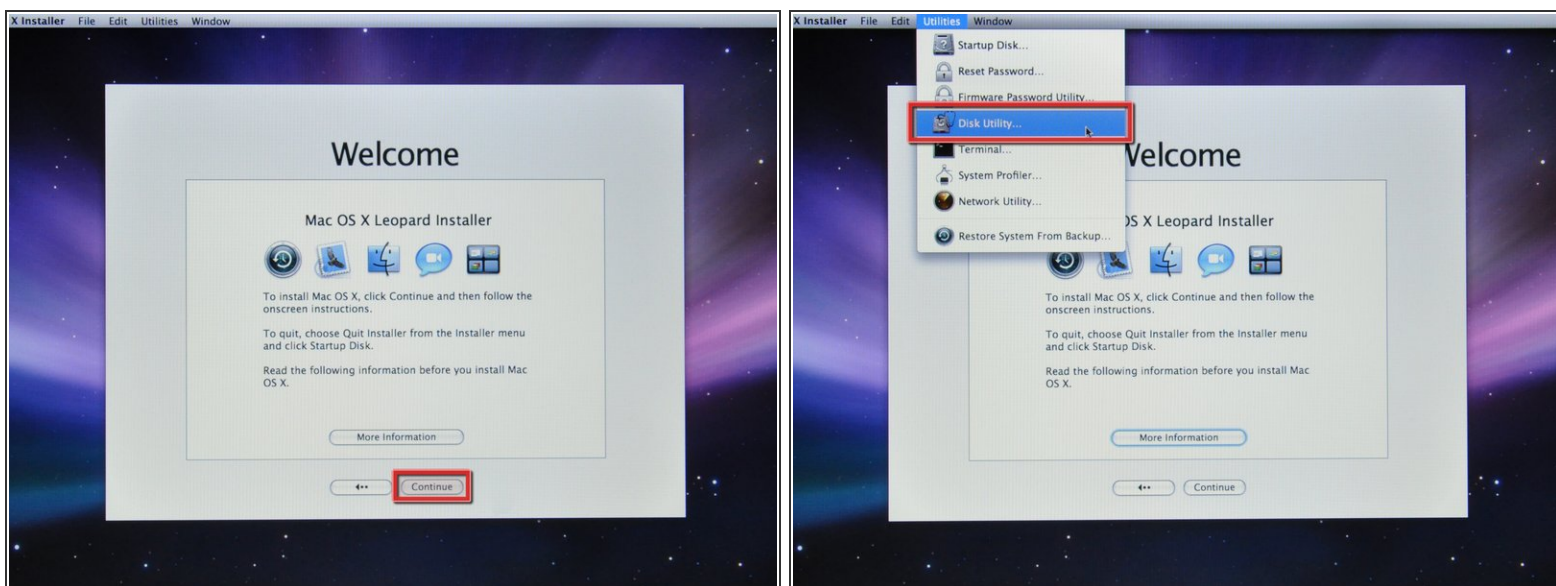 X Installer File Edit Utilities Window
Welcome
Mac OS X Leopard Installer
To install Mac OS X, click Continue and then follow the
onscreen instructions.
To quit, choose Quit Installer from the Installer menu
and click Startup Disk.
Read the following information before you install Mac
OS X.
More Information
Continue
X Installer File Edit Utilities Window
Startup Disk...
Reset Password...
Firmware Password Utility...
Disk Utility...
Terminal...
System Profiler...
Network Utility...
Restore System From Backup...
Welcome
OS X Leopard Installer
To install Mac OS X, click Continue and then follow the
onscreen instructions.
To quit, choose Quit Installer from the Installer menu
and click Startup Disk.
Read the following information before you install Mac
OS X.
More Information
Continue